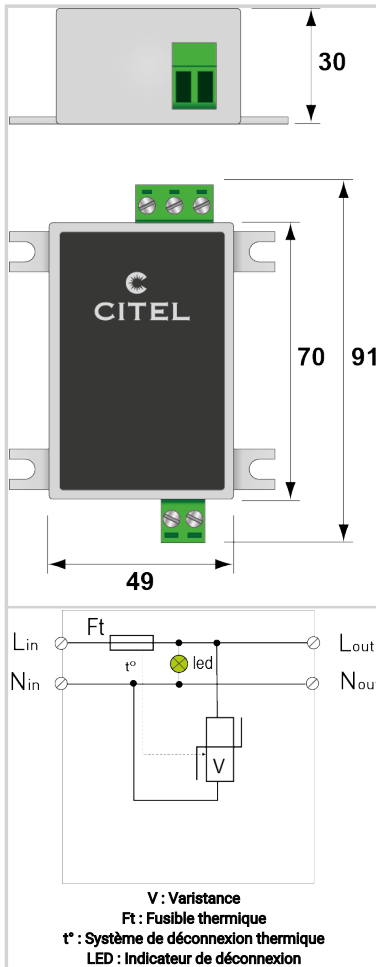 30
CITEL
70
91
49
Ft
Lin
Lout
t°
led
Nin
Nout
V
V : Varistance
Ft : Fusible thermique
t° : Système de déconnexion thermique
LED : Indicateur de déconnexion